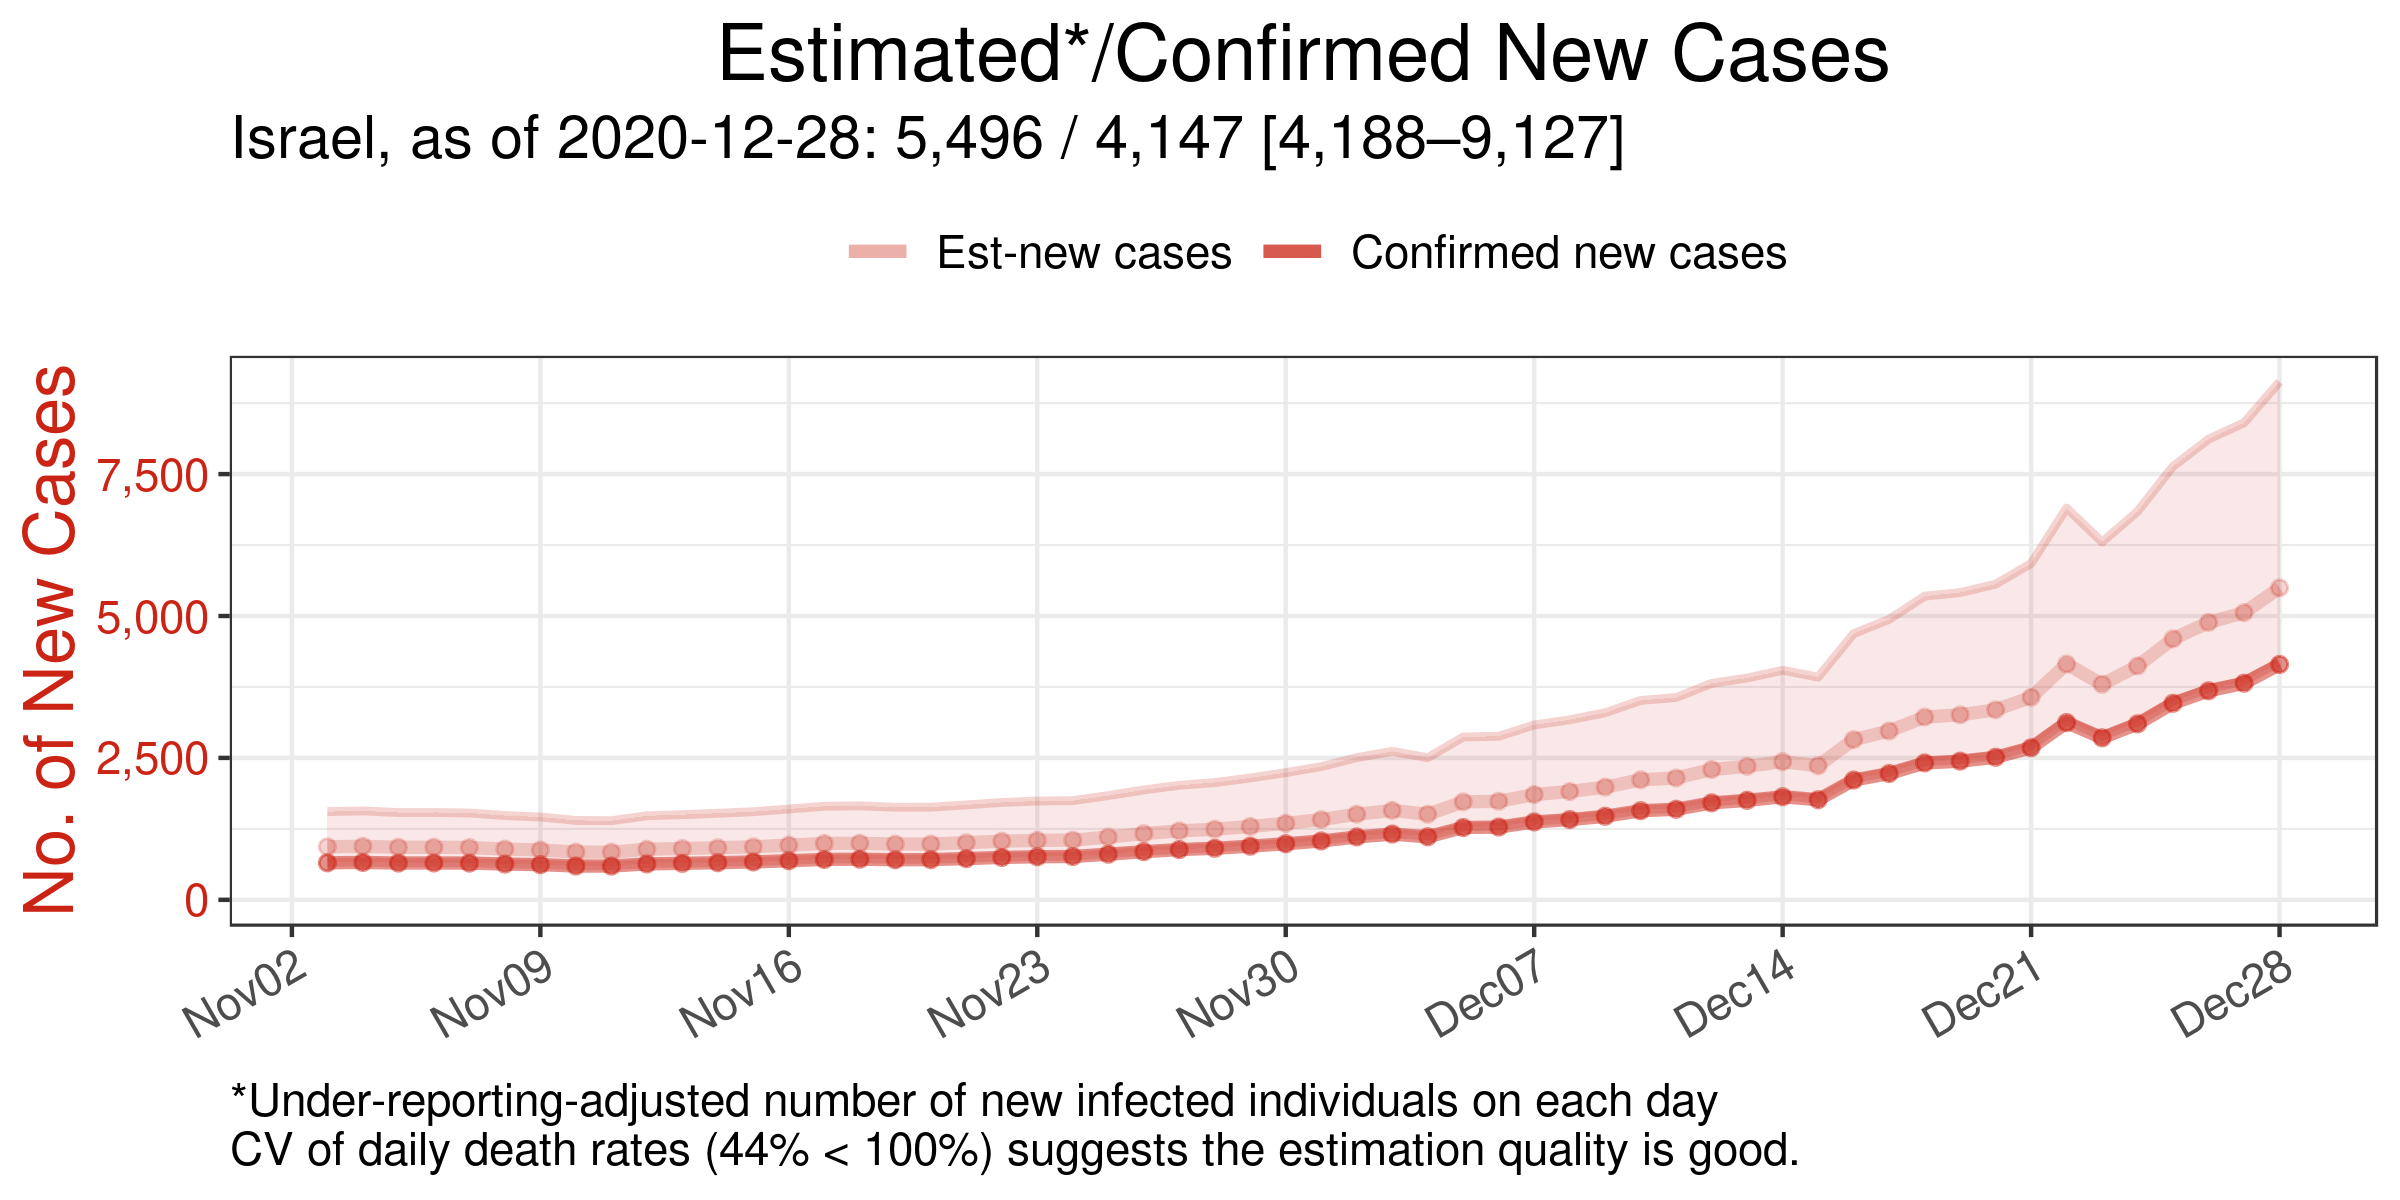 Estimated*/Confirmed New Cases
Israel, as of 2020-12-28: 5,496 / 4,147 [4,188–9,127]
Est-new cases Confirmed new cases
No. of New Cases
7,500
5,000
2,500
0
Nov02 Nov09 Nov16 Nov23 Nov30 Dec07 Dec14 Dec21 Dec28
*Under-reporting-adjusted number of new infected individuals on each day
CV of daily death rates (44% < 100%) suggests the estimation quality is good.